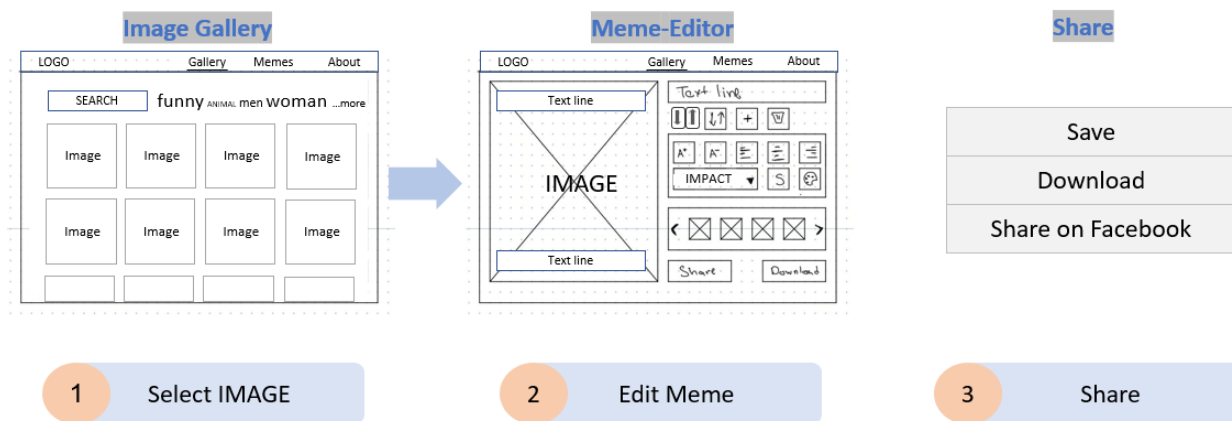 Image Gallery
LOGO Gallery Memes About
SEARCH funny ANIMAL men woman ...more
Image Image Image Image
Image Image Image Image
1 Select IMAGE
Meme-Editor
LOGO Gallery Memes About
Text line
IMAGE
Text line
Text line
+
A+ A-
IMPACT S
< >
Share Download
2 Edit Meme
Share
Save
Download
Share on Facebook
3 Share